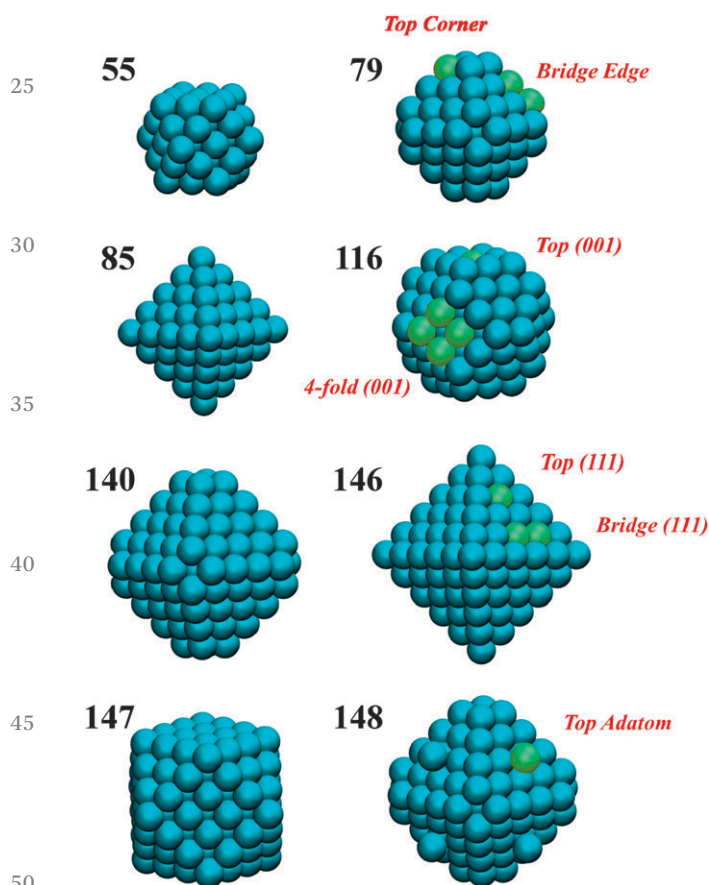 Top Corner
25
55
79
Bridge Edge
30
85
116
Top (001)
4-fold (001)
35
140
146
Top (111)
Bridge (111)
40
45
147
148
Top Adatom
50